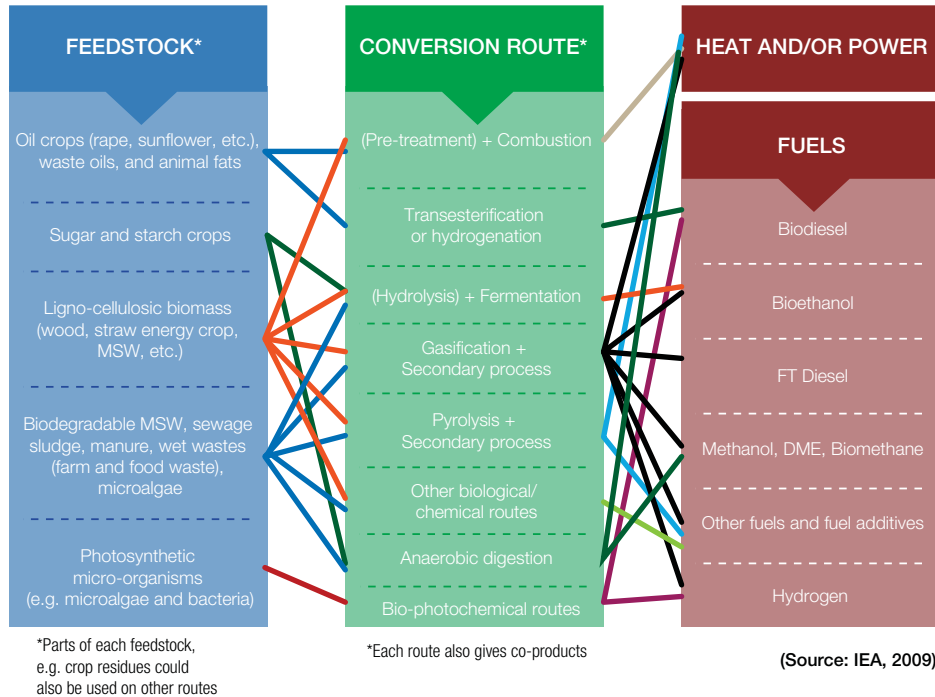 FEEDSTOCK*
Oil crops (rape, sunflower, etc.),
waste oils, and animal fats
Sugar and starch crops
Ligno-cellulosic biomass
(wood, straw energy crop,
MSW, etc.)
Biodegradable MSW, sewage
sludge, manure, wet wastes
(farm and food waste),
microalgae
Photosynthetic
micro-organisms
(e.g. microalgae and bacteria)
*Parts of each feedstock,
e.g. crop residues could
also be used on other routes
CONVERSION ROUTE*
(Pre-treatment) + Combustion
Transesterification
or hydrogenation
(Hydrolysis) + Fermentation
Gasification +
Secondary process
Pyrolysis +
Secondary process
Other biological/
chemical routes
Anaerobic digestion
Bio-photochemical routes
*Each route also gives co-products
HEAT AND/OR POWER
FUELS
Biodiesel
Bioethanol
FT Diesel
Methanol, DME, Biomethane
Other fuels and fuel additives
Hydrogen
(Source: IEA, 2009)